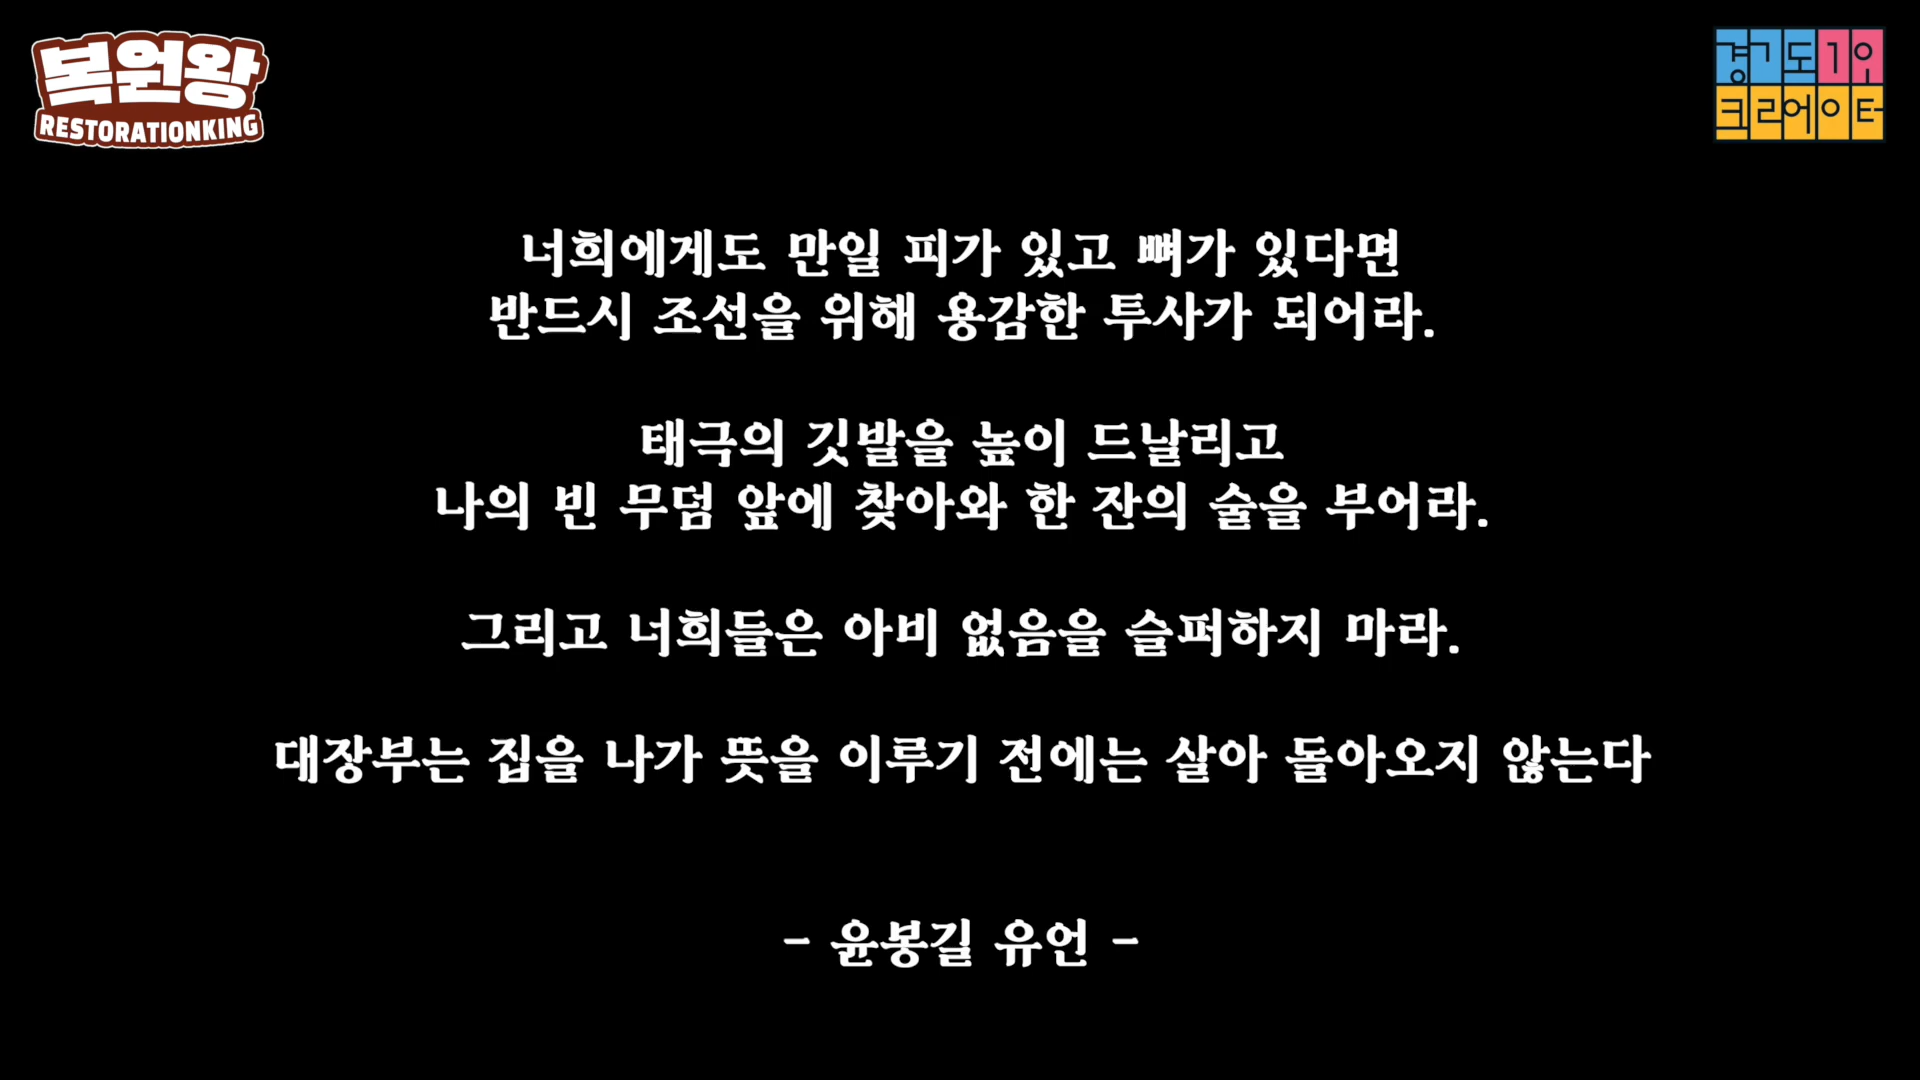 복원왕
RESTORATIONKING
경기도1인
크리에이터
너희에게도 만일 피가 있고 뼈가 있다면
반드시 조선을 위해 용감한 투사가 되어라.
태극의 깃발을 높이 드날리고
나의 빈 무덤 앞에 찾아와 한 잔의 술을 부어라.
그리고 너희들은 아비 없음을 슬퍼하지 마라.
대장부는 집을 나가 뜻을 이루기 전에는 살아 돌아오지 않는다
- 윤봉길 유언 -